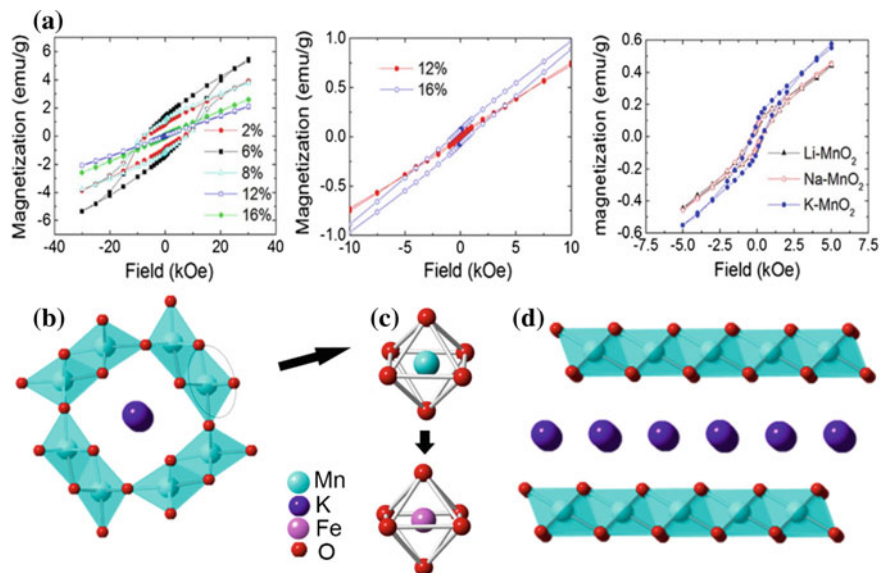 (a)
Magnetization (emu/g)
6
4
2
0
-2
-4
-6
-40 -20 0 20 40
Field (kOe)
2%
6%
8%
12%
16%
Magnetization (emu/g)
1.0
0.5
0.0
-0.5
-1.0
-10 -5 0 5 10
Field (kOe)
12%
16%
magnetization (emu/g)
0.6
0.4
0.2
0.0
-0.2
-0.4
-0.6
-7.5 -5.0 -2.5 0.0 2.5 5.0 7.5
Field (kOe)
Li-MnO₂
Na-MnO₂
K-MnO₂
(b)
(c)
(d)
Mn
K
Fe
O